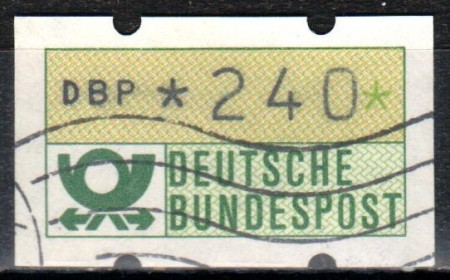 DBP *240*
DEUTSCHE
BUNDESPOST